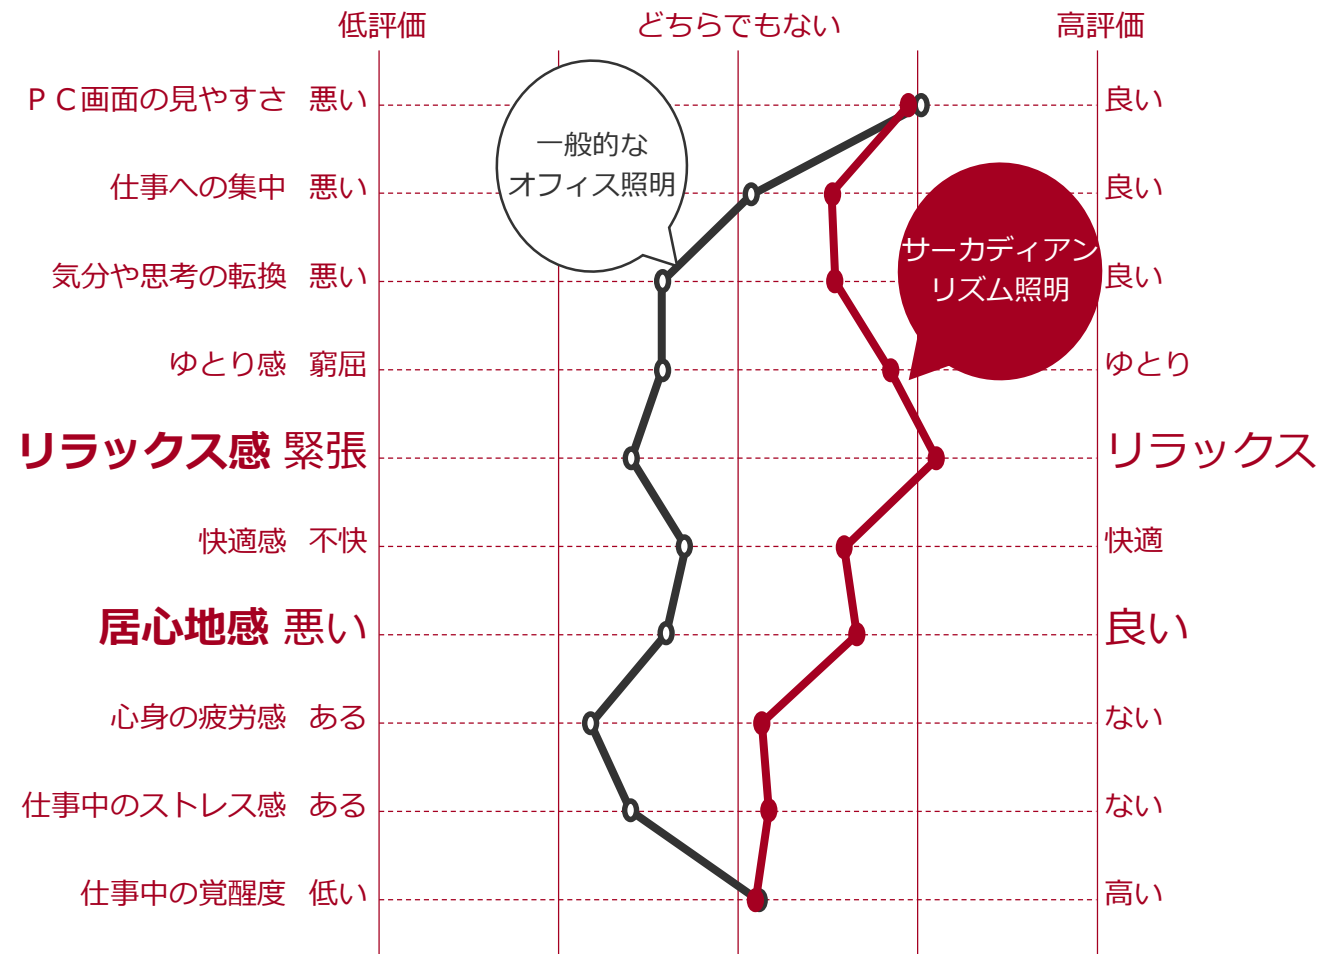 低評価 どちらでもない 高評価
ＰＣ画面の見やすさ 悪い 良い
一般的な
オフィス照明
仕事への集中 悪い 良い
サーカディアン
リズム照明
気分や思考の転換 悪い 良い
ゆとり感 窮屈 ゆとり
リラックス感 緊張 リラックス
快適感 不快 快適
居心地感 悪い 良い
心身の疲労感 ある ない
仕事中のストレス感 ある ない
仕事中の覚醒度 低い 高い